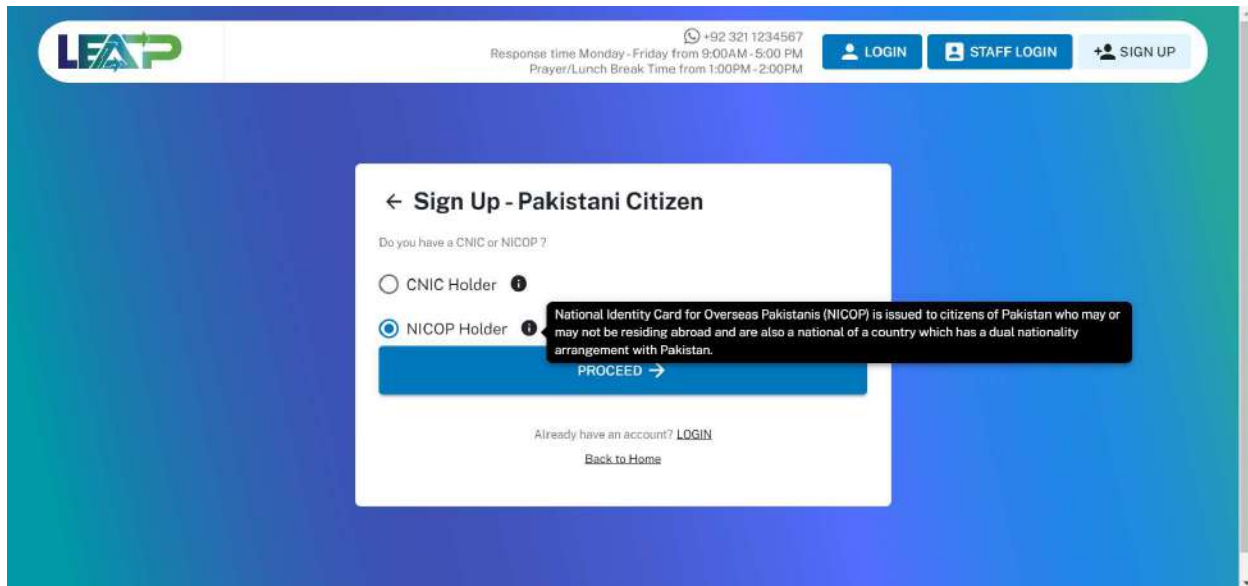 LEAP
+92 321 1234567
Response time Monday - Friday from 9:00AM - 5:00 PM
Prayer/Lunch Break Time from 1:00PM - 2:00PM
LOGIN
STAFF LOGIN
SIGN UP
← Sign Up - Pakistani Citizen
Do you have a CNIC or NICOP ?
CNIC Holder
NICOP Holder
National Identity Card for Overseas Pakistanis (NICOP) is issued to citizens of Pakistan who may or
may not be residing abroad and are also a national of a country which has a dual nationality
arrangement with Pakistan.
PROCEED →
Already have an account? LOGIN
Back to Home